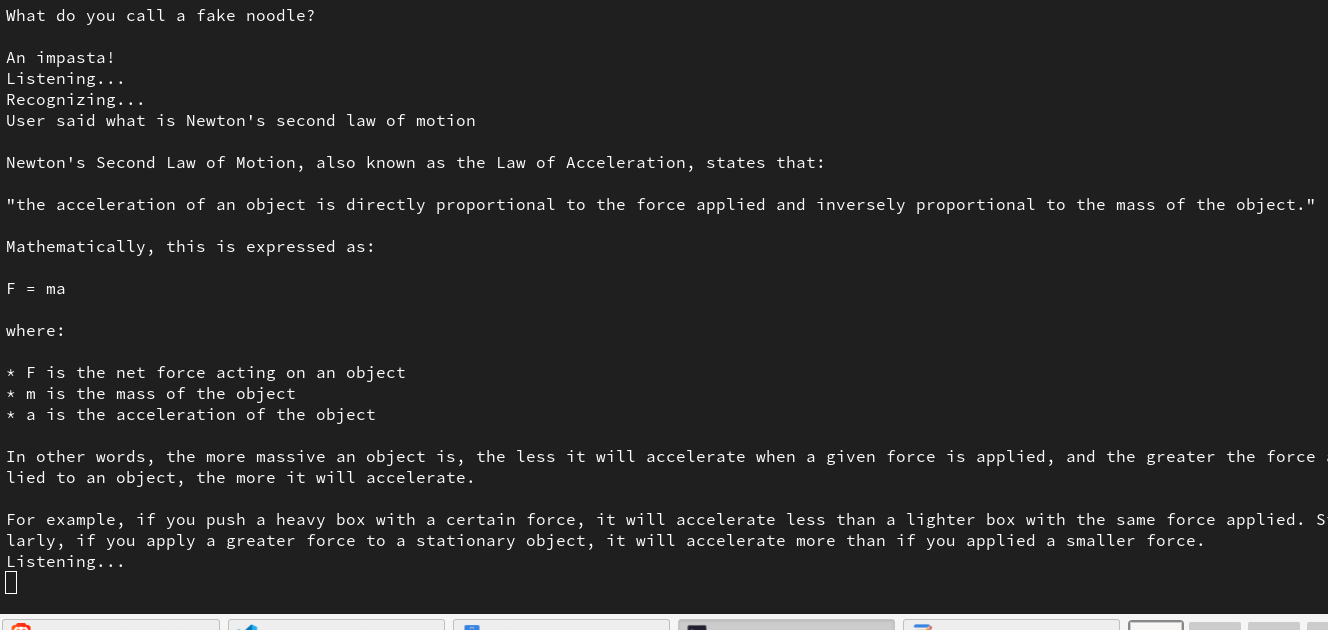 What do you call a fake noodle?
An impasta!
Listening...
Recognizing...
User said what is Newton's second law of motion
Newton's Second Law of Motion, also known as the Law of Acceleration, states that:
"the acceleration of an object is directly proportional to the force applied and inversely proportional to the mass of the object."
Mathematically, this is expressed as:
F = ma
where:
* F is the net force acting on an object
* m is the mass of the object
* a is the acceleration of the object
In other words, the more massive an object is, the less it will accelerate when a given force is applied, and the greater the force
lied to an object, the more it will accelerate.
For example, if you push a heavy box with a certain force, it will accelerate less than a lighter box with the same force applied. S
larly, if you apply a greater force to a stationary object, it will accelerate more than if you applied a smaller force.
Listening...